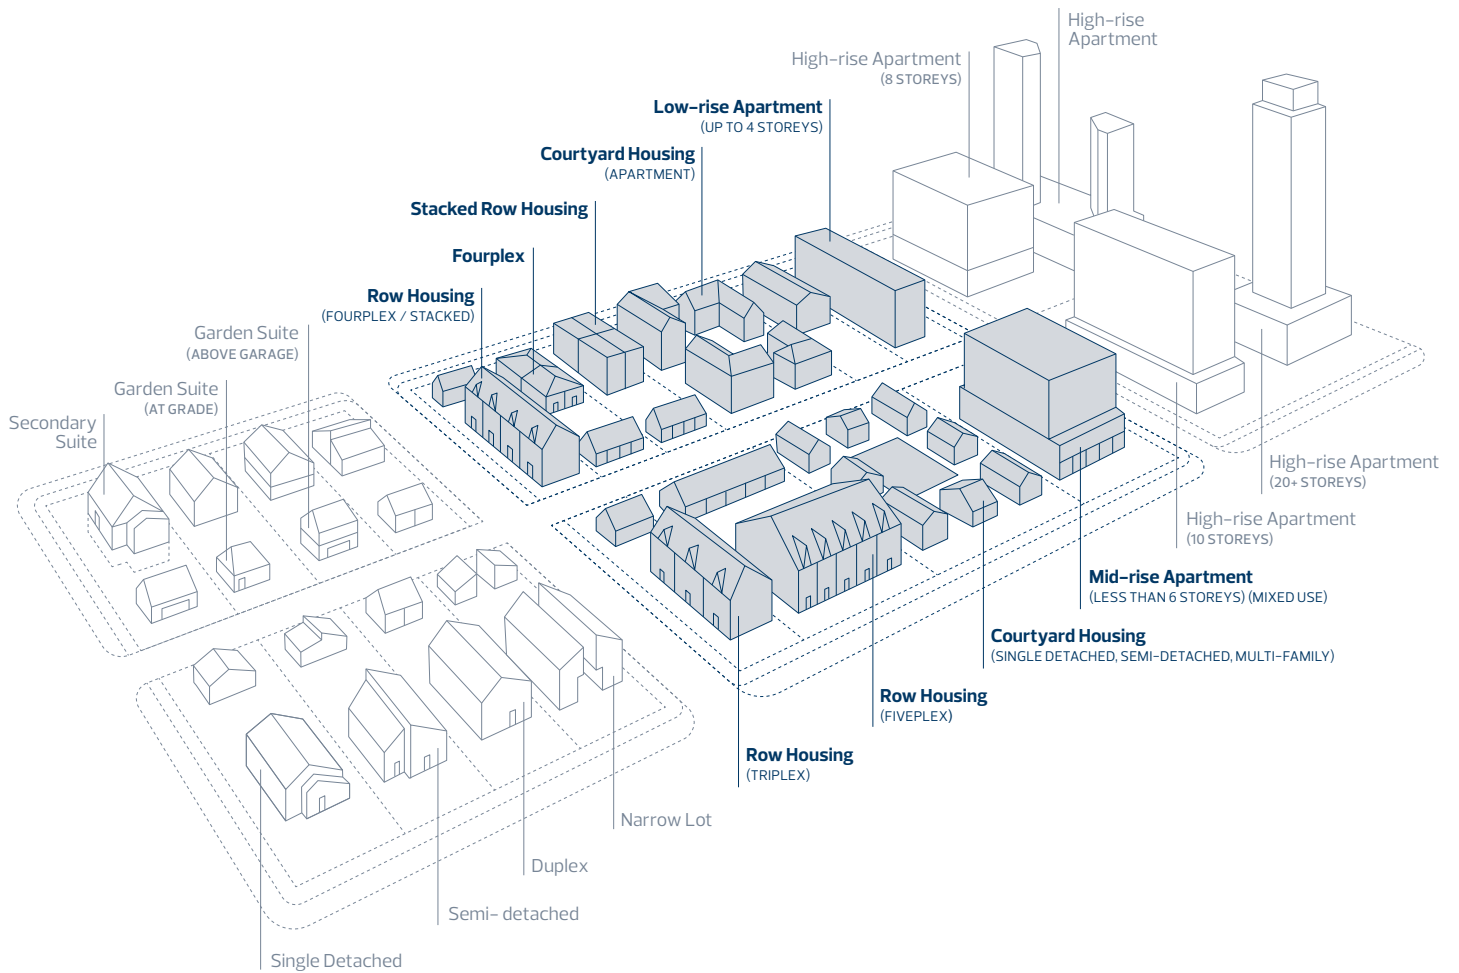 High-rise
Apartment
High-rise Apartment
(8 STOREYS)
Low-rise Apartment
(UP TO 4 STOREYS)
Courtyard Housing
(APARTMENT)
Stacked Row Housing
Fourplex
Row Housing
(FOURPLEX / STACKED)
Garden Suite
(ABOVE GARAGE)
Garden Suite
(AT GRADE)
Secondary
Suite
High-rise Apartment
(20+ STOREYS)
High-rise Apartment
(10 STOREYS)
Mid-rise Apartment
(LESS THAN 6 STOREYS) (MIXED USE)
Courtyard Housing
(SINGLE DETACHED, SEMI-DETACHED, MULTI-FAMILY)
Row Housing
(FIVEPLEX)
Row Housing
(TRIPLEX)
Narrow Lot
Duplex
Semi- detached
Single Detached